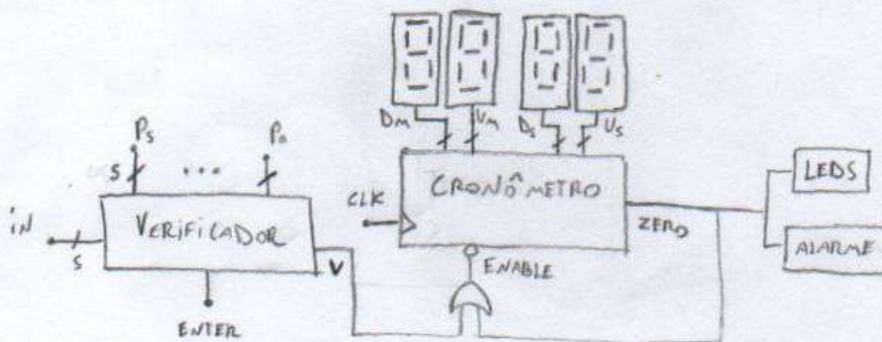 DM UM DS US
PS ... P0
S
CLK
CRONÔMETRO
LEDS
iN
VERIFICADOR
ZERO
S
V
ENABLE
ALARME
ENTER